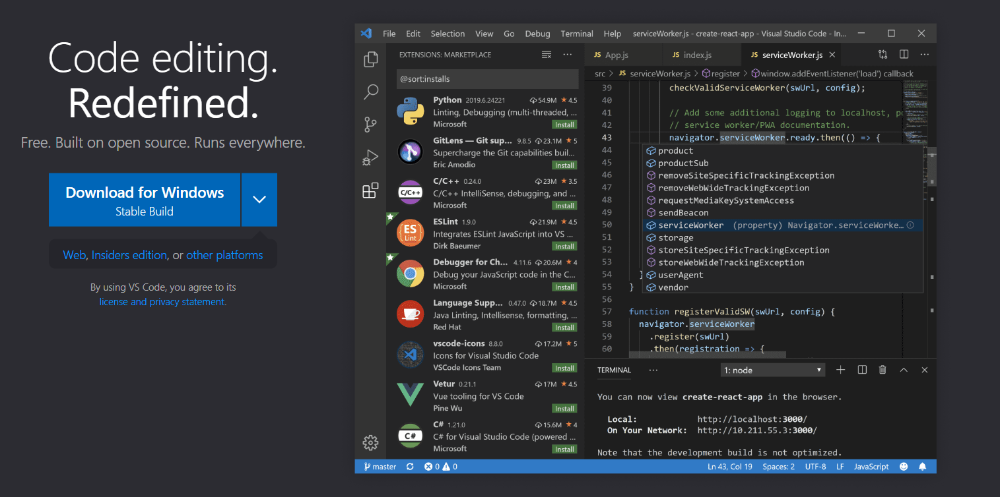 Code editing.
Redefined.
Free. Built on open source. Runs everywhere.
Download for Windows
Stable Build
Web, Insiders edition, or other platforms
By using VS Code, you agree to its
license and privacy statement.
File Edit Selection View Go Debug Terminal Help serviceWorker.js - create-react-app - Visual Studio Code - In...
EXTENSIONS: MARKETPLACE
@sort:installs
Python 2019.6.24221 54.9M 4.5
Linting, Debugging (multi-threaded, ...
Microsoft Install
GitLens — Git sup... 9.8.5 23.1M 5
Supercharge the Git capabilities buil...
Eric Amodio Install
C/C++
C/C++ 0.24.0 23M 3.5
C/C++ IntelliSense, debugging, and ...
Microsoft Install
ES
Lint
ESLint 1.9.0 21.9M 4.5
Integrates ESLint JavaScript into VS ...
Dirk Baeumer Install
Debugger for Ch... 4.11.6 20.6M 4
Debug your JavaScript code in the C...
Microsoft Install
Language Supp... 0.47.0 18.7M 4.5
Java Linting, Intellisense, formatting, ...
Red Hat Install
vscode-icons 8.8.0 17.2M 5
Icons for Visual Studio Code
VSCode Icons Team Install
Vetur 0.21.1 17M 4.5
Vue tooling for VS Code
Pine Wu Install
C#
C# 1.21.0 15.6M 4
C# for Visual Studio Code (powered ...
Microsoft Install
JS App.js JS index.js JS serviceWorker.js
src > JS serviceWorker.js > register > window.addEventListener('load') callback
39 checkValidServiceWorker(swUrl, config);
40
41 // Add some additional logging to localhost, po
42 // service worker/PWA documentation.
43 navigator.serviceWorker.ready.then(() => {
44 product
45 productSub
46 removeSiteSpecificTrackingException
47 removeWebWideTrackingException
48 requestMediaKeySystemAccess
49 sendBeacon
50 serviceWorker (property) Navigator.serviceWorke...
51 storage
52 storeSiteSpecificTrackingException
53 storeWebWideTrackingException
54 } userAgent
55 } vendor
56
57 function registerValidSW(swUrl, config) {
58 navigator.serviceWorker
59 .register(swUrl)
60 .then(registration => {
TERMINAL ... 1: node
You can now view create-react-app in the browser.
Local: http://localhost:3000/
On Your Network: http://10.211.55.3:3000/
Note that the development build is not optimized.
master 0 0 Ln 43, Col 19 Spaces: 2 UTF-8 LF JavaScript